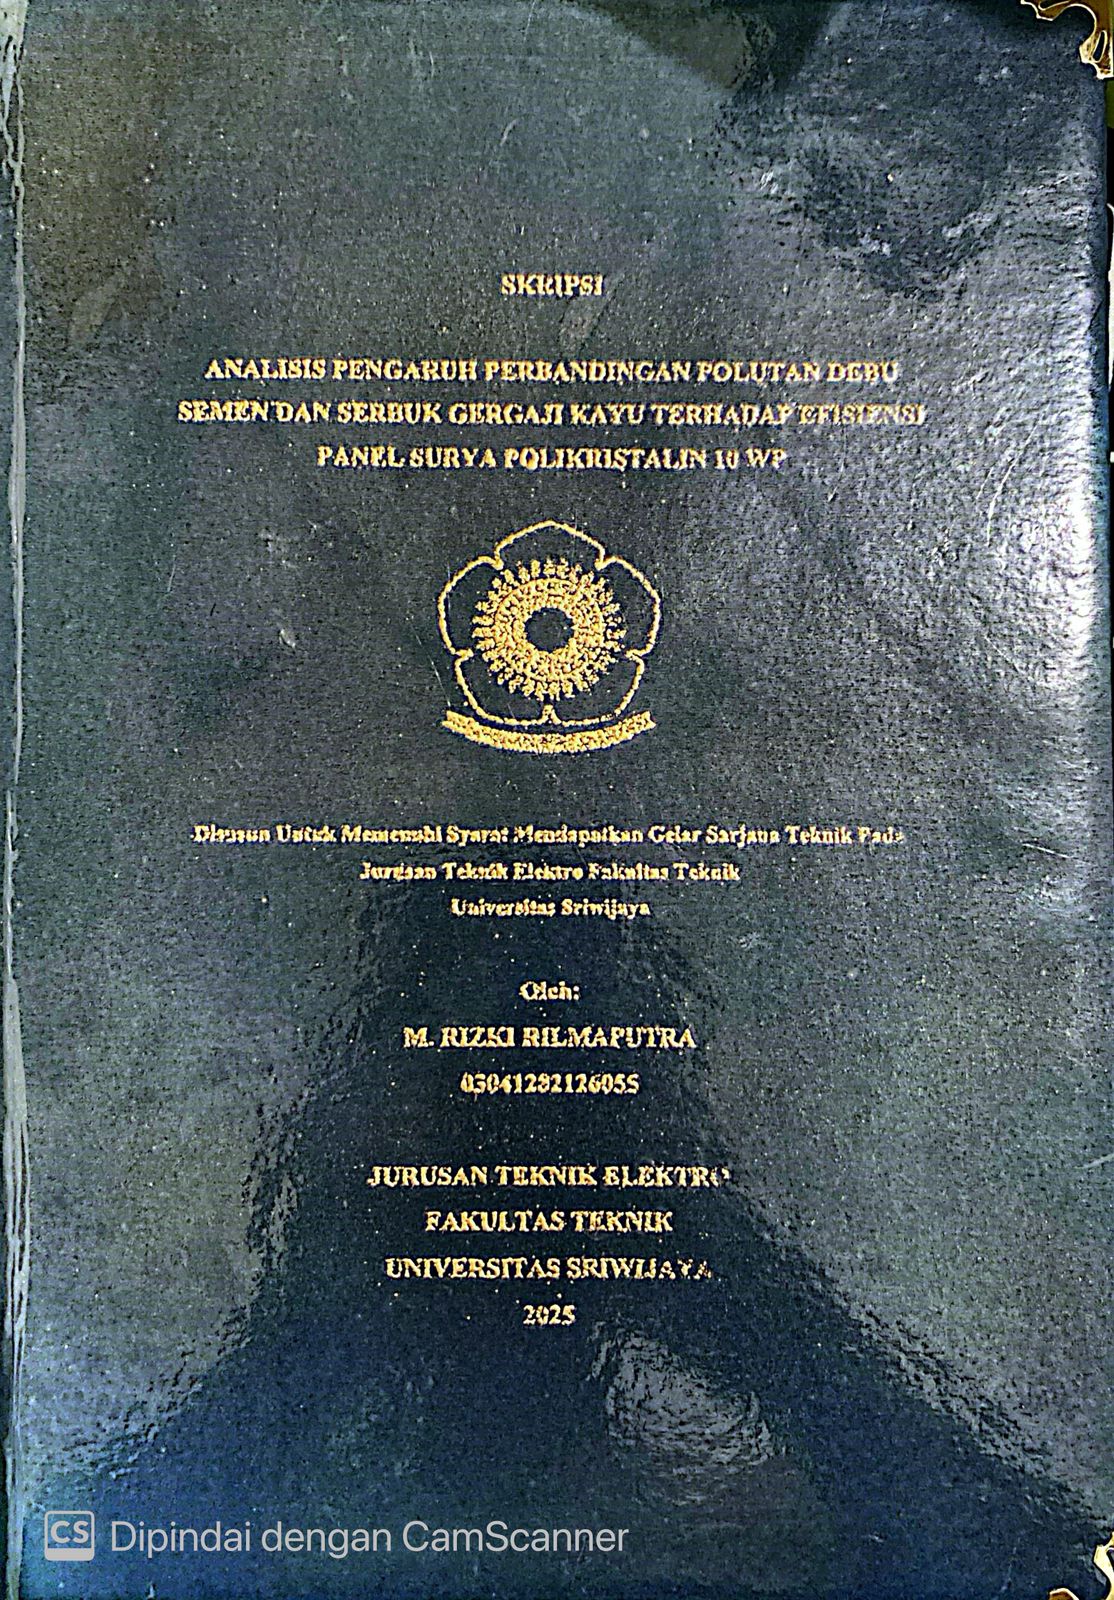 SKRIPSI
ANALISIS PENGARUH PERBANDINGAN POLUTAN DEBU
SEMEN DAN SERBUK GERGAJI KAYU TERHADAP EFISIENSI
PANEL SURYA POLIKRISTALIN 10 WP
Disusun Untuk Memenuhi Syarat Mendapatkan Gelar Sarjana Teknik Pada
Jurusan Teknik Elektro Fakultas Teknik
Universitas Sriwijaya
Oleh:
M. RIZKI RILMAPUTRA
03041282126055
JURUSAN TEKNIK ELEKTRO
FAKULTAS TEKNIK
UNIVERSITAS SRIWIJAYA
2025
CS Dipindai dengan CamScanner